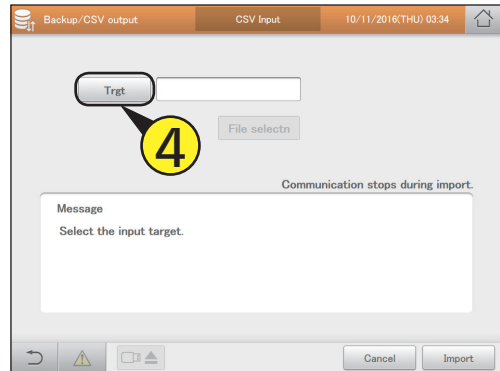 Backup/CSV output CSV Input 10/11/2016(THU) 03:34
Trgt
4
File selectn
Communication stops during import.
Message
Select the input target.
Cancel Import